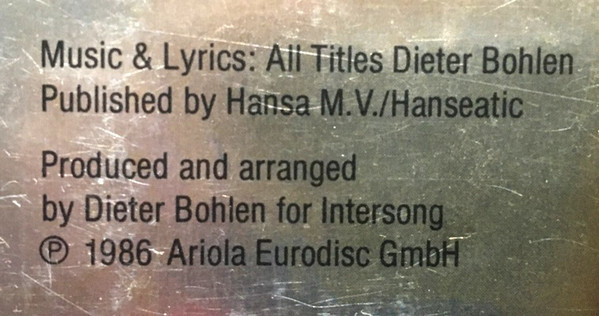 Music & Lyrics: All Titles Dieter Bohlen
Published by Hansa M.V./Hanseatic
Produced and arranged
by Dieter Bohlen for Intersong
℗ 1986 Ariola Eurodisc GmbH